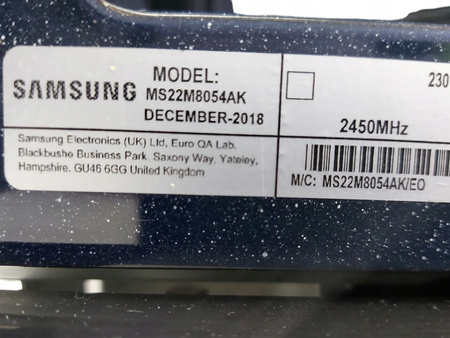 SAMSUNG
MODEL:
MS22M8054AK
DECEMBER-2018
Samsung Electronics (UK) Ltd, Euro QA Lab.
Blackbushe Business Park, Saxony Way, Yateley,
Hampshire, GU46 6GG United Kingdom
230
2450MHz
M/C: MS22M8054AK/EO